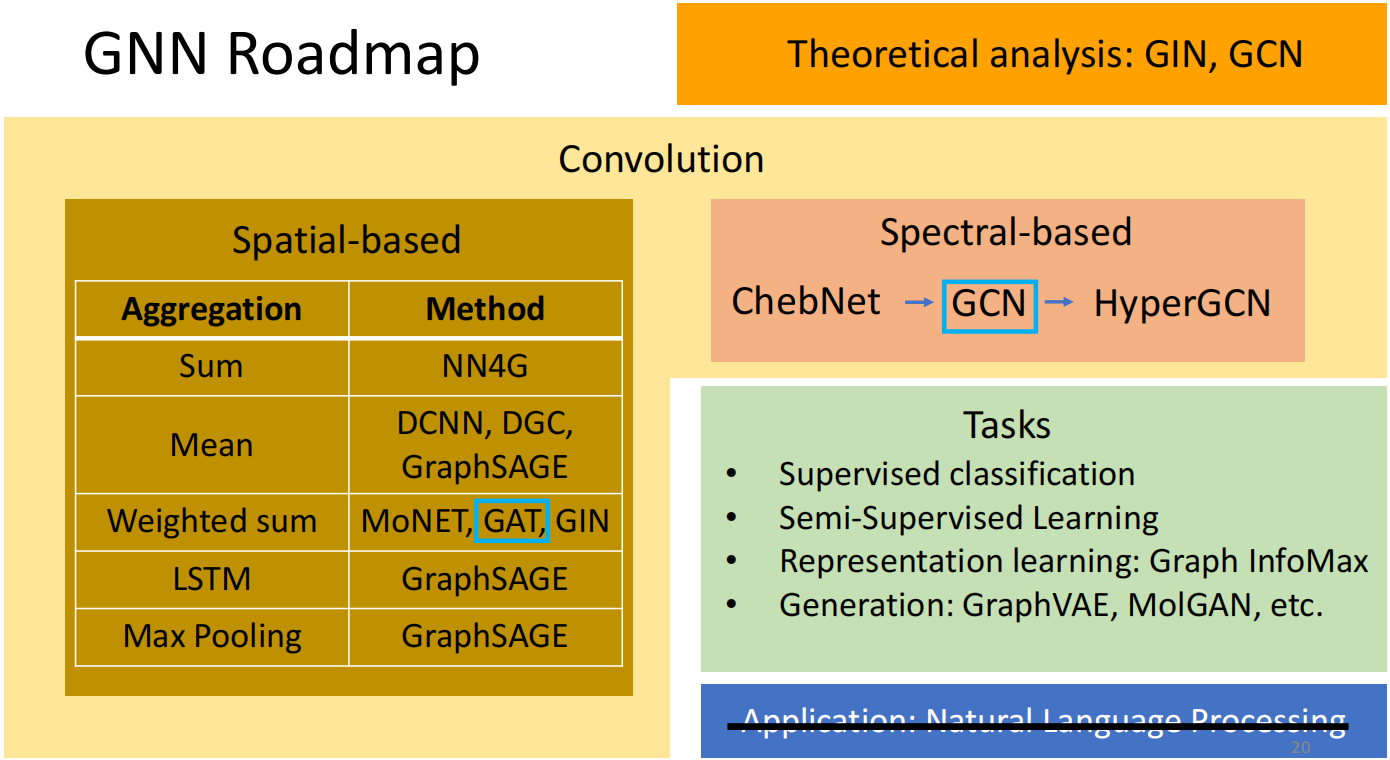 GNN Roadmap
Theoretical analysis: GIN, GCN
Convolution
Spatial-based
Aggregation Method
Sum NN4G
Mean DCNN, DGC,
GraphSAGE
Weighted sum MoNET, GAT, GIN
LSTM GraphSAGE
Max Pooling GraphSAGE
Spectral-based
ChebNet → GCN → HyperGCN
Tasks
• Supervised classification
• Semi-Supervised Learning
• Representation learning: Graph InfoMax
• Generation: GraphVAE, MolGAN, etc.
Application: Natural Language Processing
20